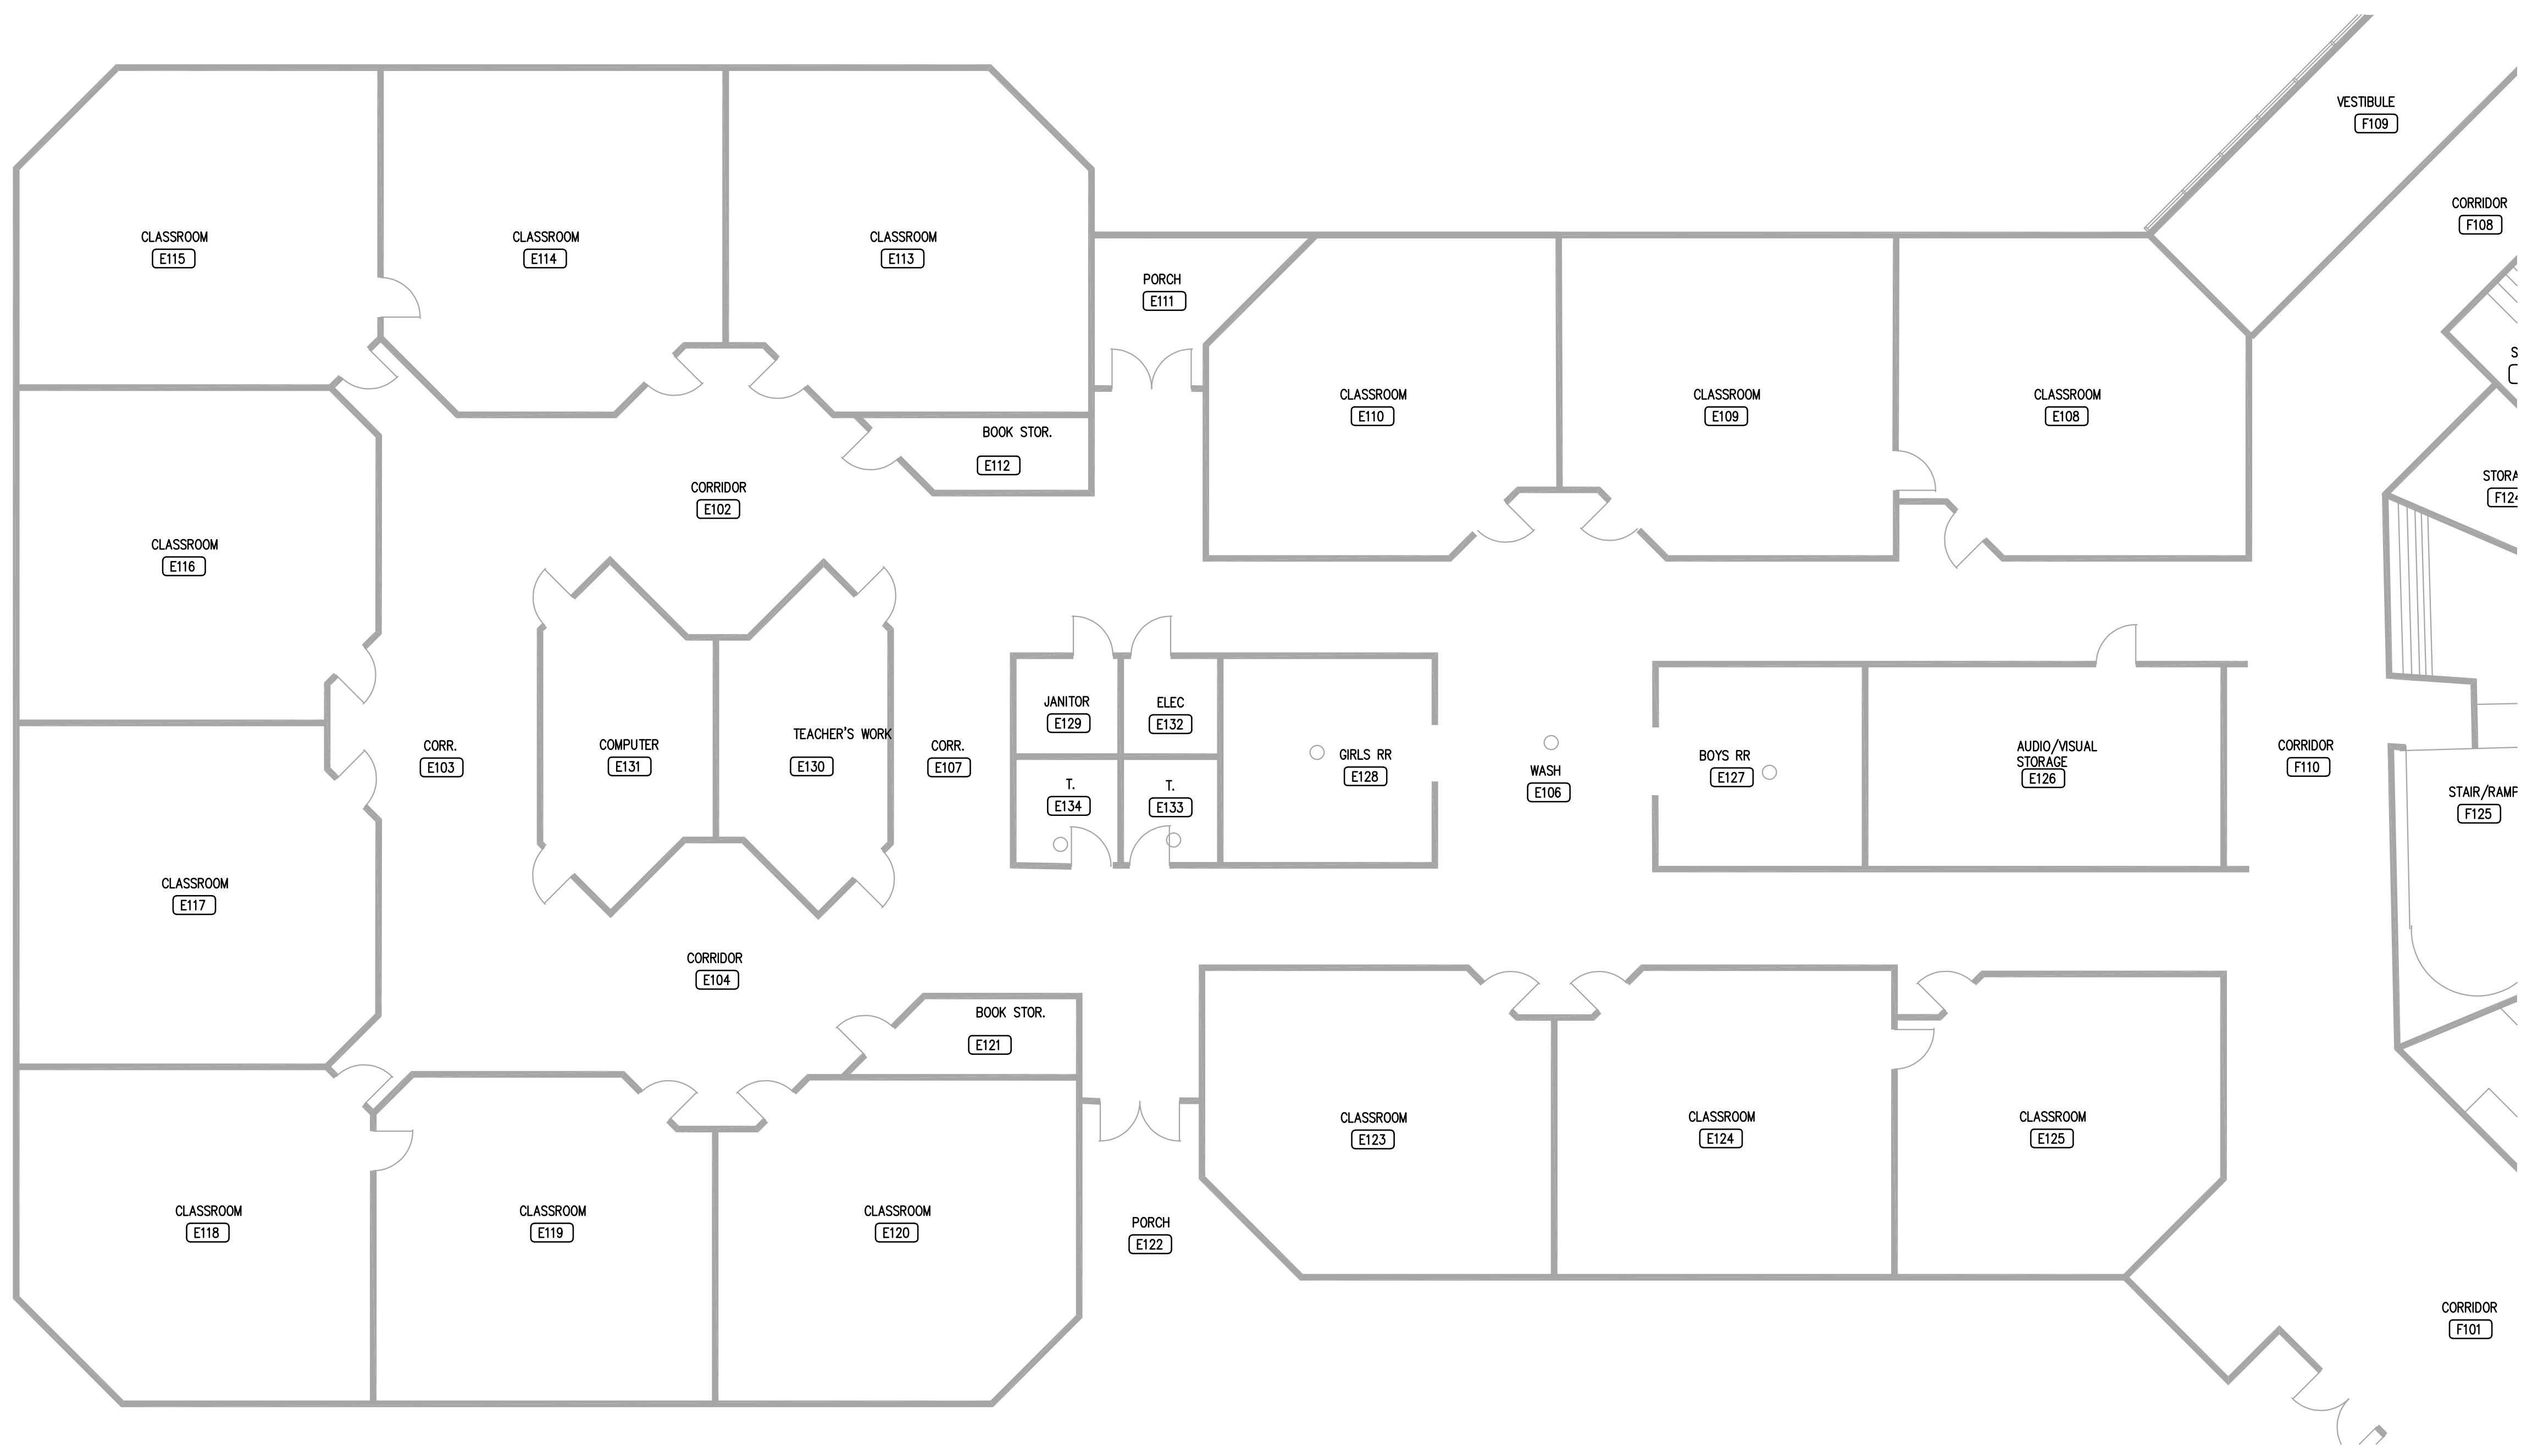 VESTIBULE
F109
CORRIDOR
F108
CLASSROOM
E115
CLASSROOM
E114
CLASSROOM
E113
PORCH
E111
CLASSROOM
E110
CLASSROOM
E109
CLASSROOM
E108
BOOK STOR.
E112
CORRIDOR
E102
CLASSROOM
E116
JANITOR
E129
ELEC
E132
CORR.
E103
COMPUTER
E131
TEACHER'S WORK
E130
CORR.
E107
T.
E134
T.
E133
GIRLS RR
E128
WASH
E106
BOYS RR
E127
AUDIO/VISUAL
STORAGE
E126
CORRIDOR
F110
STAIR/RAMP
F125
CLASSROOM
E117
CORRIDOR
E104
BOOK STOR.
E121
CLASSROOM
E123
CLASSROOM
E124
CLASSROOM
E125
CLASSROOM
E118
CLASSROOM
E119
CLASSROOM
E120
PORCH
E122
CORRIDOR
F101